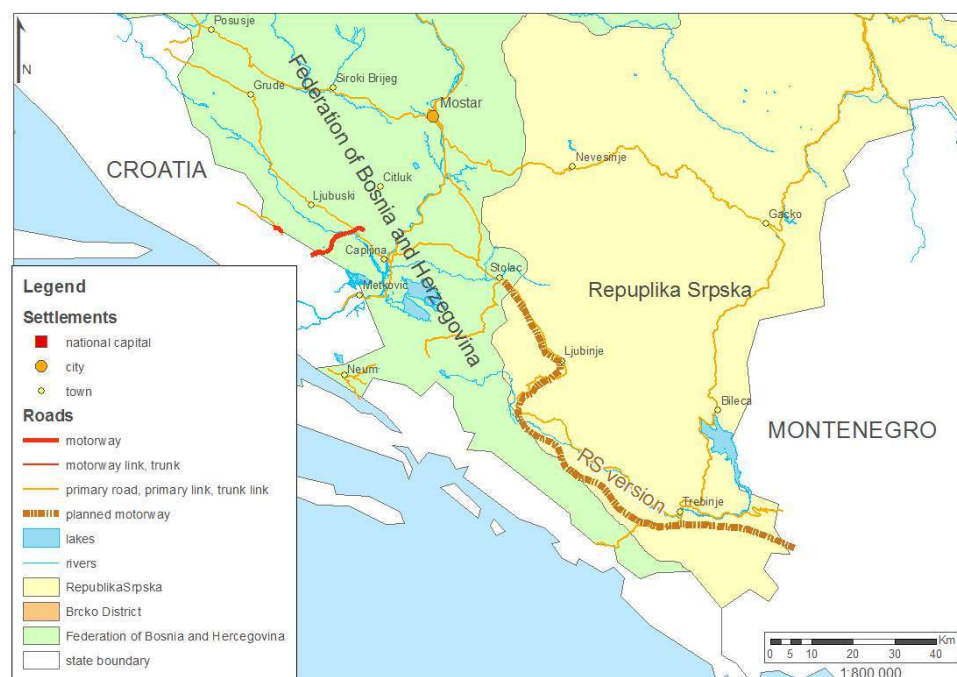 Posusje
N
Siroki Brijeg
Grude
Mostar
Federation of Bosnia and Herzegovina
CROATIA
Nevesinje
Citluk
Ljubuski
Gacko
Capljina
Stolac
Metkovic
Repuplika Srpska
Ljubinje
Neum
Bileca
MONTENEGRO
RS version
Trebinje
Legend
Settlements
national capital
city
town
Roads
motorway
motorway link, trunk
primary road, primary link, trunk link
planned motorway
lakes
rivers
RepublikaSrpska
Brcko District
Federation of Bosnia and Hercegovina
state boundary
Km
0 5 10 20 30 40
1:800 000